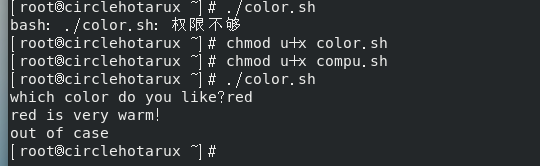 [root@circlehotarux ~]# ./color.sh
bash: ./color.sh: 权限不够
[root@circlehotarux ~]# chmod u+x color.sh
[root@circlehotarux ~]# chmod u+x compu.sh
[root@circlehotarux ~]# ./color.sh
which color do you like?red
red is very warm!
out of case
[root@circlehotarux ~]#